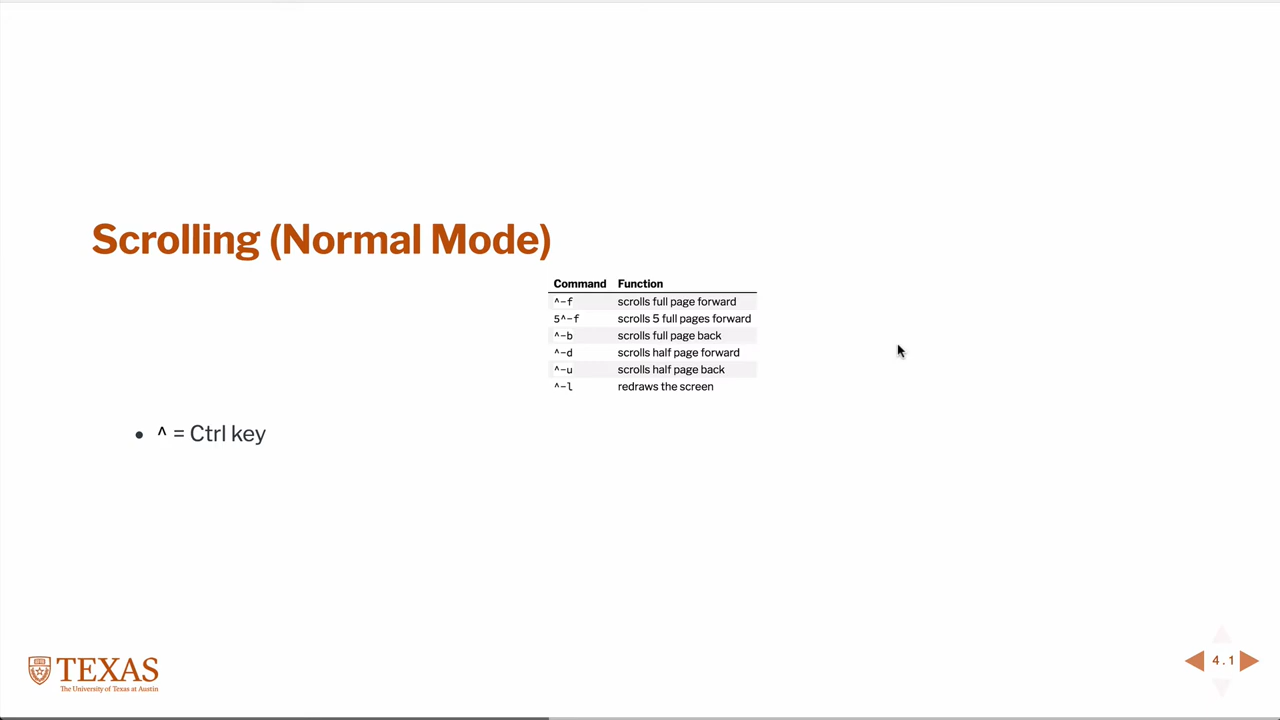 Scrolling (Normal Mode)
Command Function
^-f scrolls full page forward
5^-f scrolls 5 full pages forward
^-b scrolls full page back
^-d scrolls half page forward
^-u scrolls half page back
^-l redraws the screen
• ^ = Ctrl key
TEXAS
The University of Texas at Austin
4.1